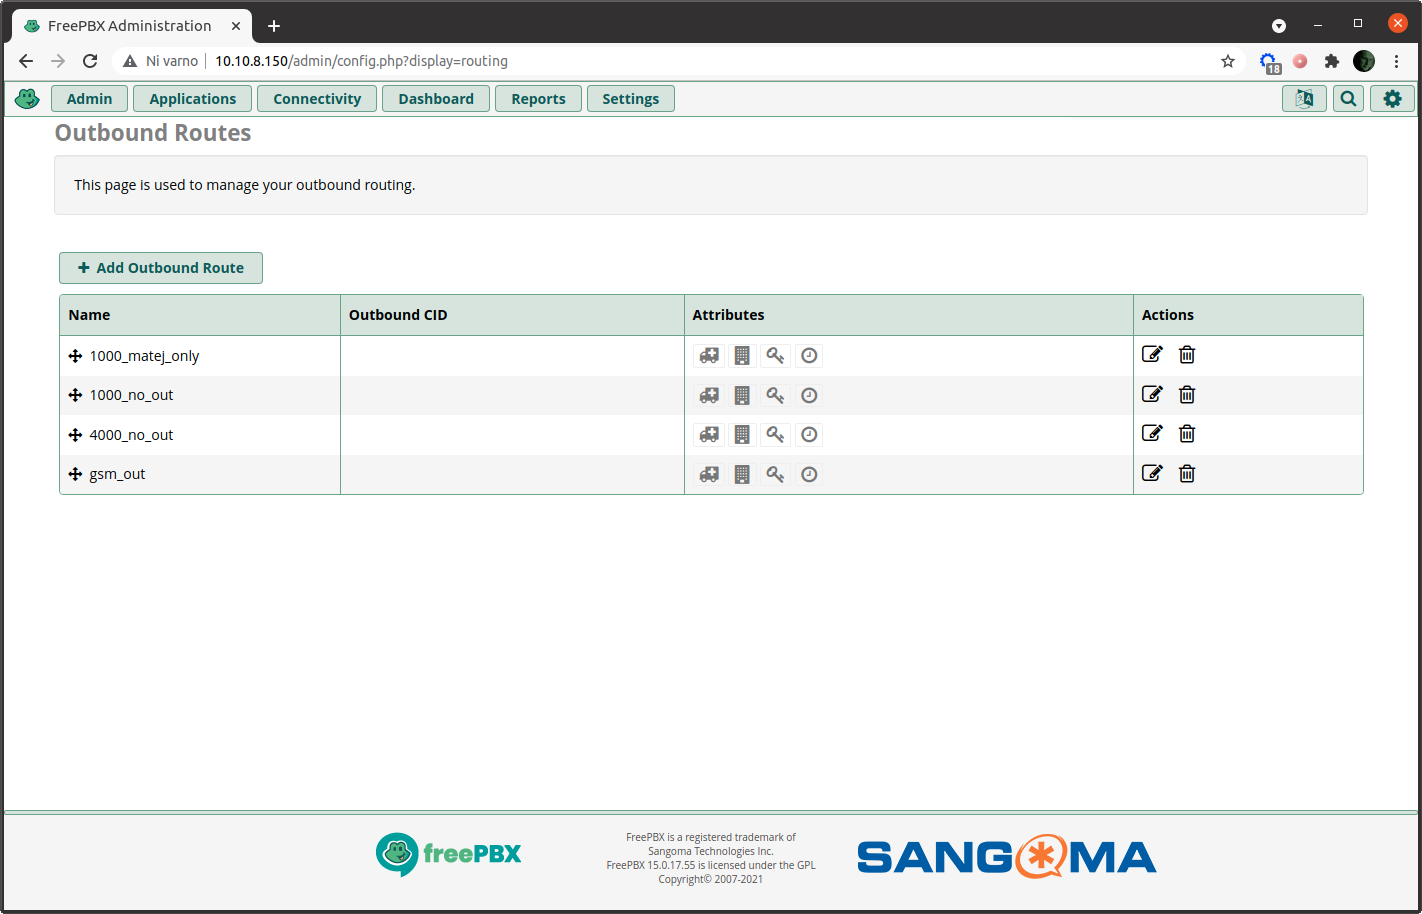 FreePBX Administration
Ni varno
10.10.8.150/admin/config.php?display=routing
18
Admin
Applications
Connectivity
Dashboard
Reports
Settings
Outbound Routes
This page is used to manage your outbound routing.
Add Outbound Route
Name Outbound CID Attributes Actions
1000_matej_only
1000_no_out
4000_no_out
gsm_out
freePBX
FreePBX is a registered trademark of
Sangoma Technologies Inc.
FreePBX 15.0.17.55 is licensed under the GPL
Copyright© 2007-2021
SANGOMA